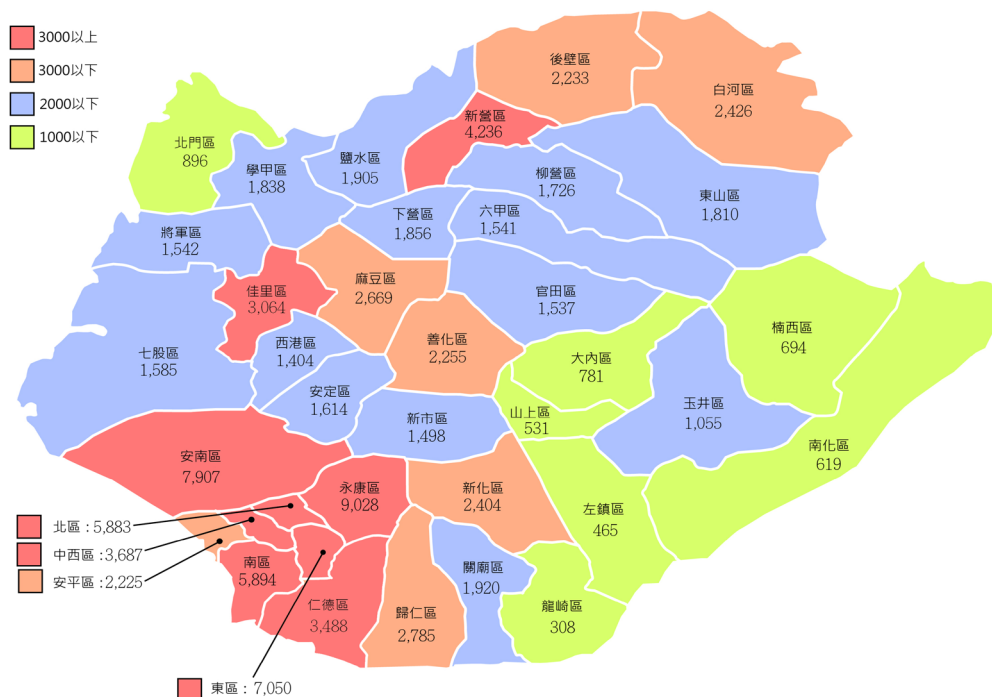 3000以上
3000以下
2000以下
1000以下
後壁區
2,233
白河區
2,426
新營區
4,236
北門區
896
學甲區
1,838
鹽水區
1,905
柳營區
1,726
東山區
1,810
下營區
1,856
六甲區
1,541
將軍區
1,542
佳里區
3,064
麻豆區
2,669
官田區
1,537
楠西區
694
七股區
1,585
西港區
1,404
善化區
2,255
大內區
781
安定區
1,614
玉井區
1,055
新市區
1,498
山上區
531
南化區
619
安南區
7,907
永康區
9,028
新化區
2,404
左鎮區
465
北區：5,883
中西區：3,687
安平區：2,225
南區
5,894
關廟區
1,920
仁德區
3,488
歸仁區
2,785
龍崎區
308
東區：7,050